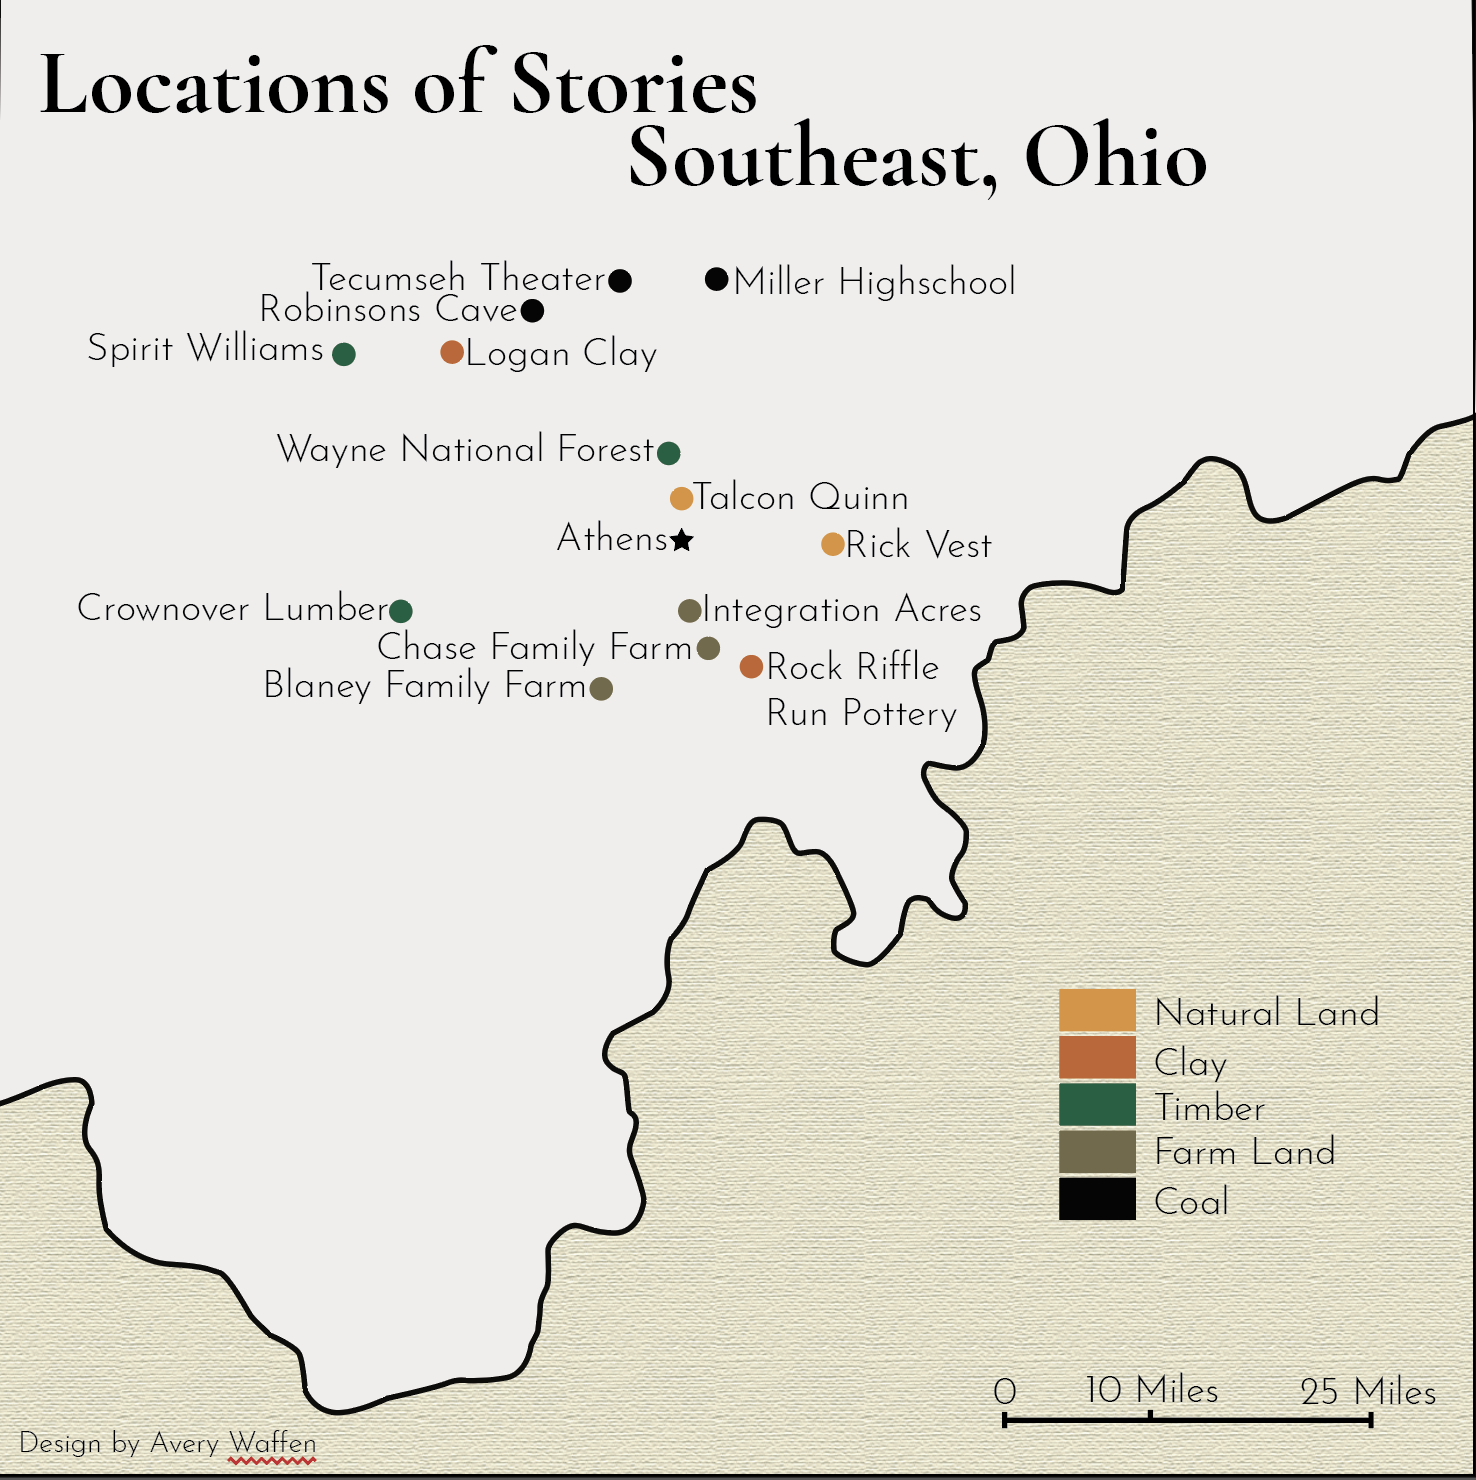 Locations of Stories
Southeast, Ohio
Tecumseh Theater
Miller Highschool
Robinsons Cave
Spirit Williams
Logan Clay
Wayne National Forest
Talcon Quinn
Athens
Rick Vest
Crownover Lumber
Integration Acres
Chase Family Farm
Rock Riffle
Run Pottery
Blaney Family Farm
Natural Land
Clay
Timber
Farm Land
Coal
0
10 Miles
25 Miles
Design by Avery Waffen